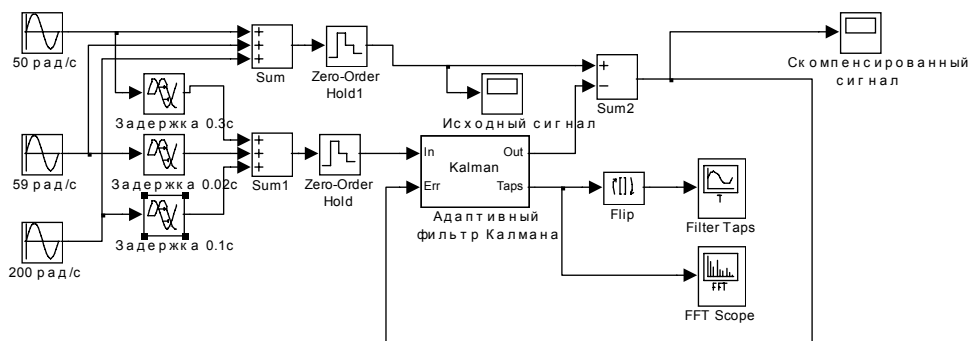 50 рад/с
+
+
+
Sum
Zero-Order
Hold1
Исходный сигнал
+
−
Sum2
Скомпенсированный
сигнал
Задержка 0.3с
59 рад/с
Задержка 0.02с
+
+
+
Sum1
Zero-Order
Hold
In
Out
Kalman
Err
Taps
Адаптивный
фильтр Калмана
Flip
T
Filter Taps
200 рад/с
Задержка 0.1с
FFT
FFT Scope